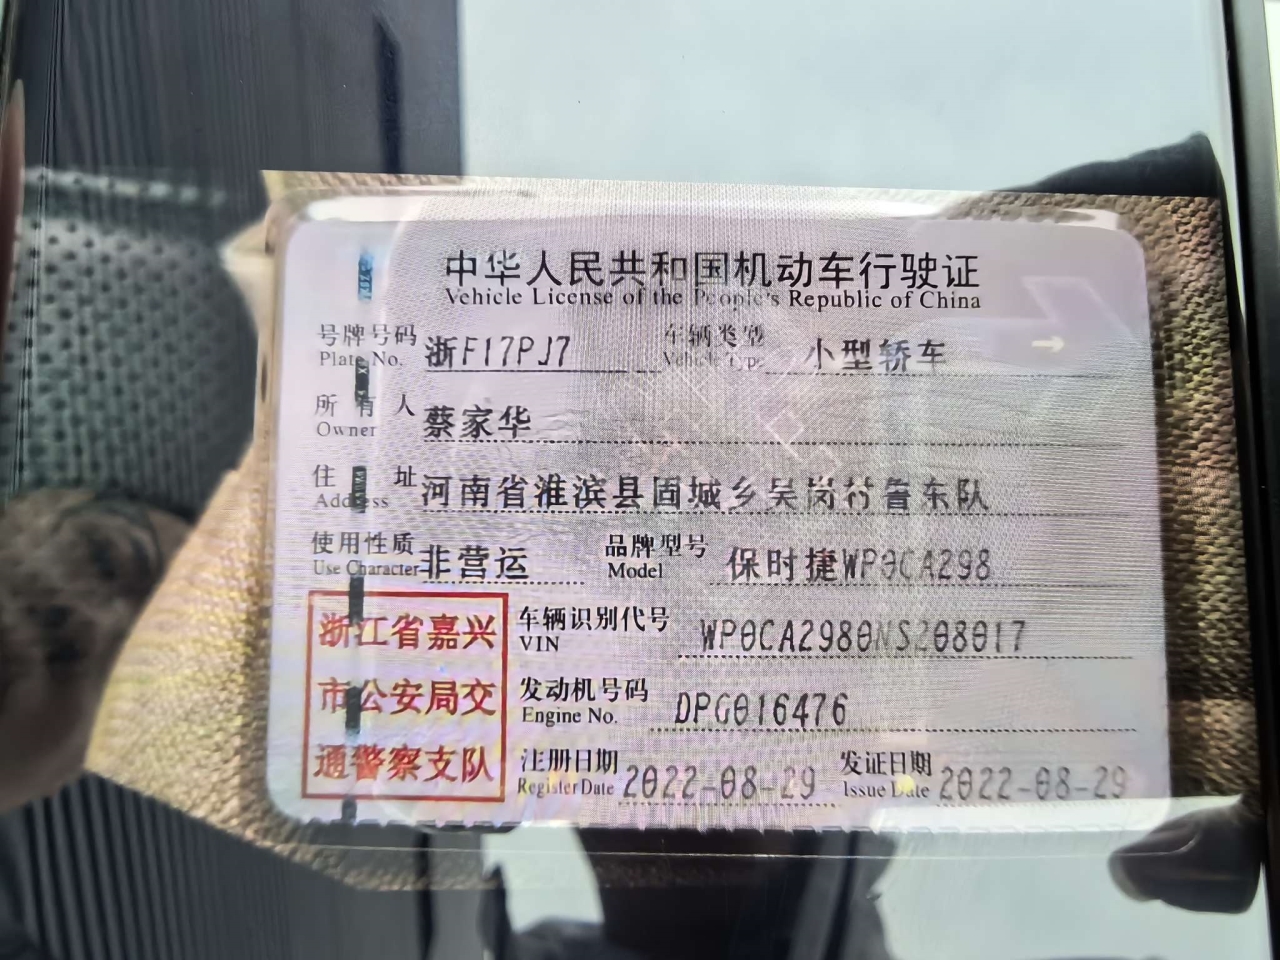 中华人民共和国机动车行驶证
Vehicle License of the People's Republic of China
号牌号码 浙F17PJ7 车辆类型 小型轿车
Plate No. Vehicle Type
所有人 蔡家华
Owner
住址 河南省淮滨县固城乡吴岗村鲁东队
Address
使用性质 非营运 品牌型号 保时捷WP0CA298
Use Character Model
浙江省嘉兴
市公安局交
通警察支队
车辆识别代号 WP0CA2980NS208017
VIN
发动机号码 DPG016476
Engine No.
注册日期 2022-08-29 发证日期 2022-08-29
Register Date Issue Date